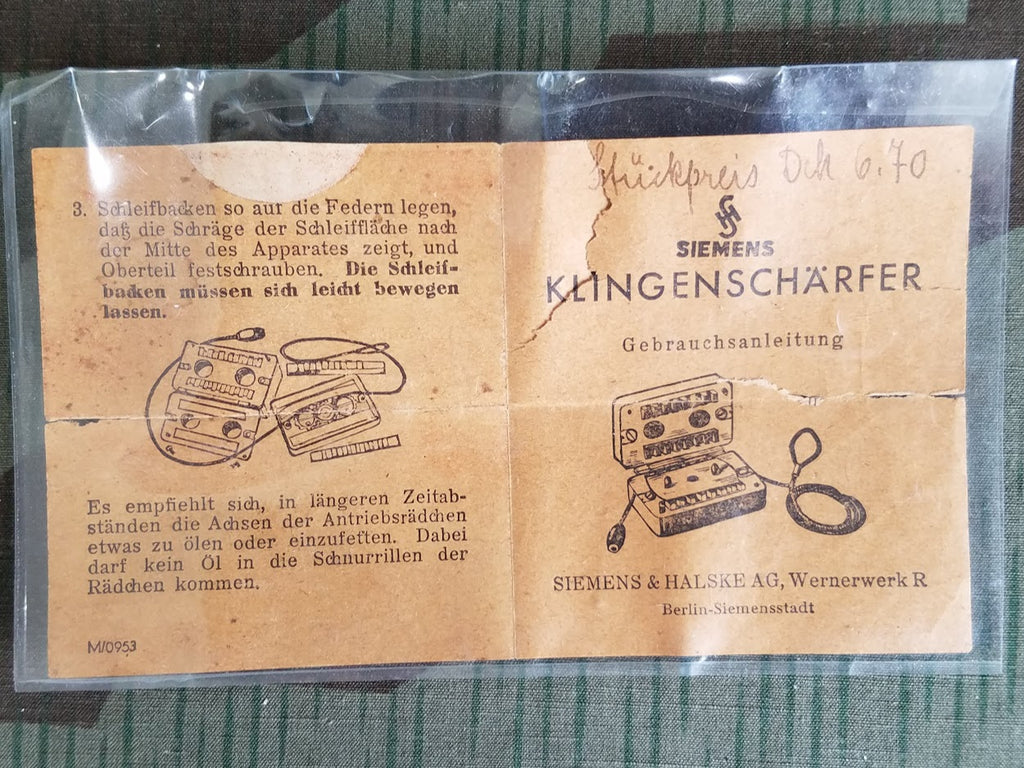 3. Schleifbacken so auf die Federn legen,
daß die Schräge der Schleiffläche nach
der Mitte des Apparates zeigt, und
Oberteil festschrauben. Die Schleif-
backen müssen sich leicht bewegen
lassen.
Es empfiehlt sich, in längeren Zeitab-
ständen die Achsen der Antriebsrädchen
etwas zu ölen oder einzufetten. Dabei
darf kein Öl in die Schnurrillen der
Rädchen kommen.
M/0953
Stückpreis 6.70
SIEMENS
KLINGENSCHÄRFER
Gebrauchsanleitung
SIEMENS & HALSKE AG, Wernerwerk R
Berlin-Siemensstadt